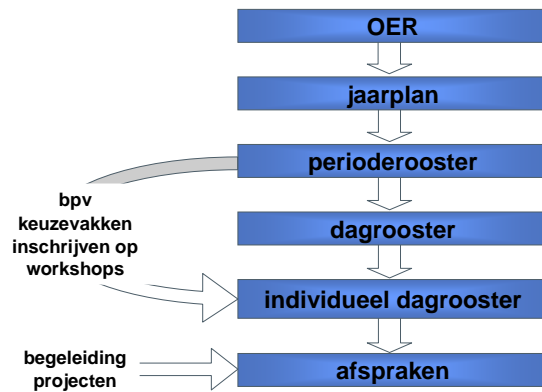 OER
jaarplan
perioderooster
bpv
keuzevakken
inschrijven op
workshops
dagrooster
individueel dagrooster
begeleiding
projecten
afspraken